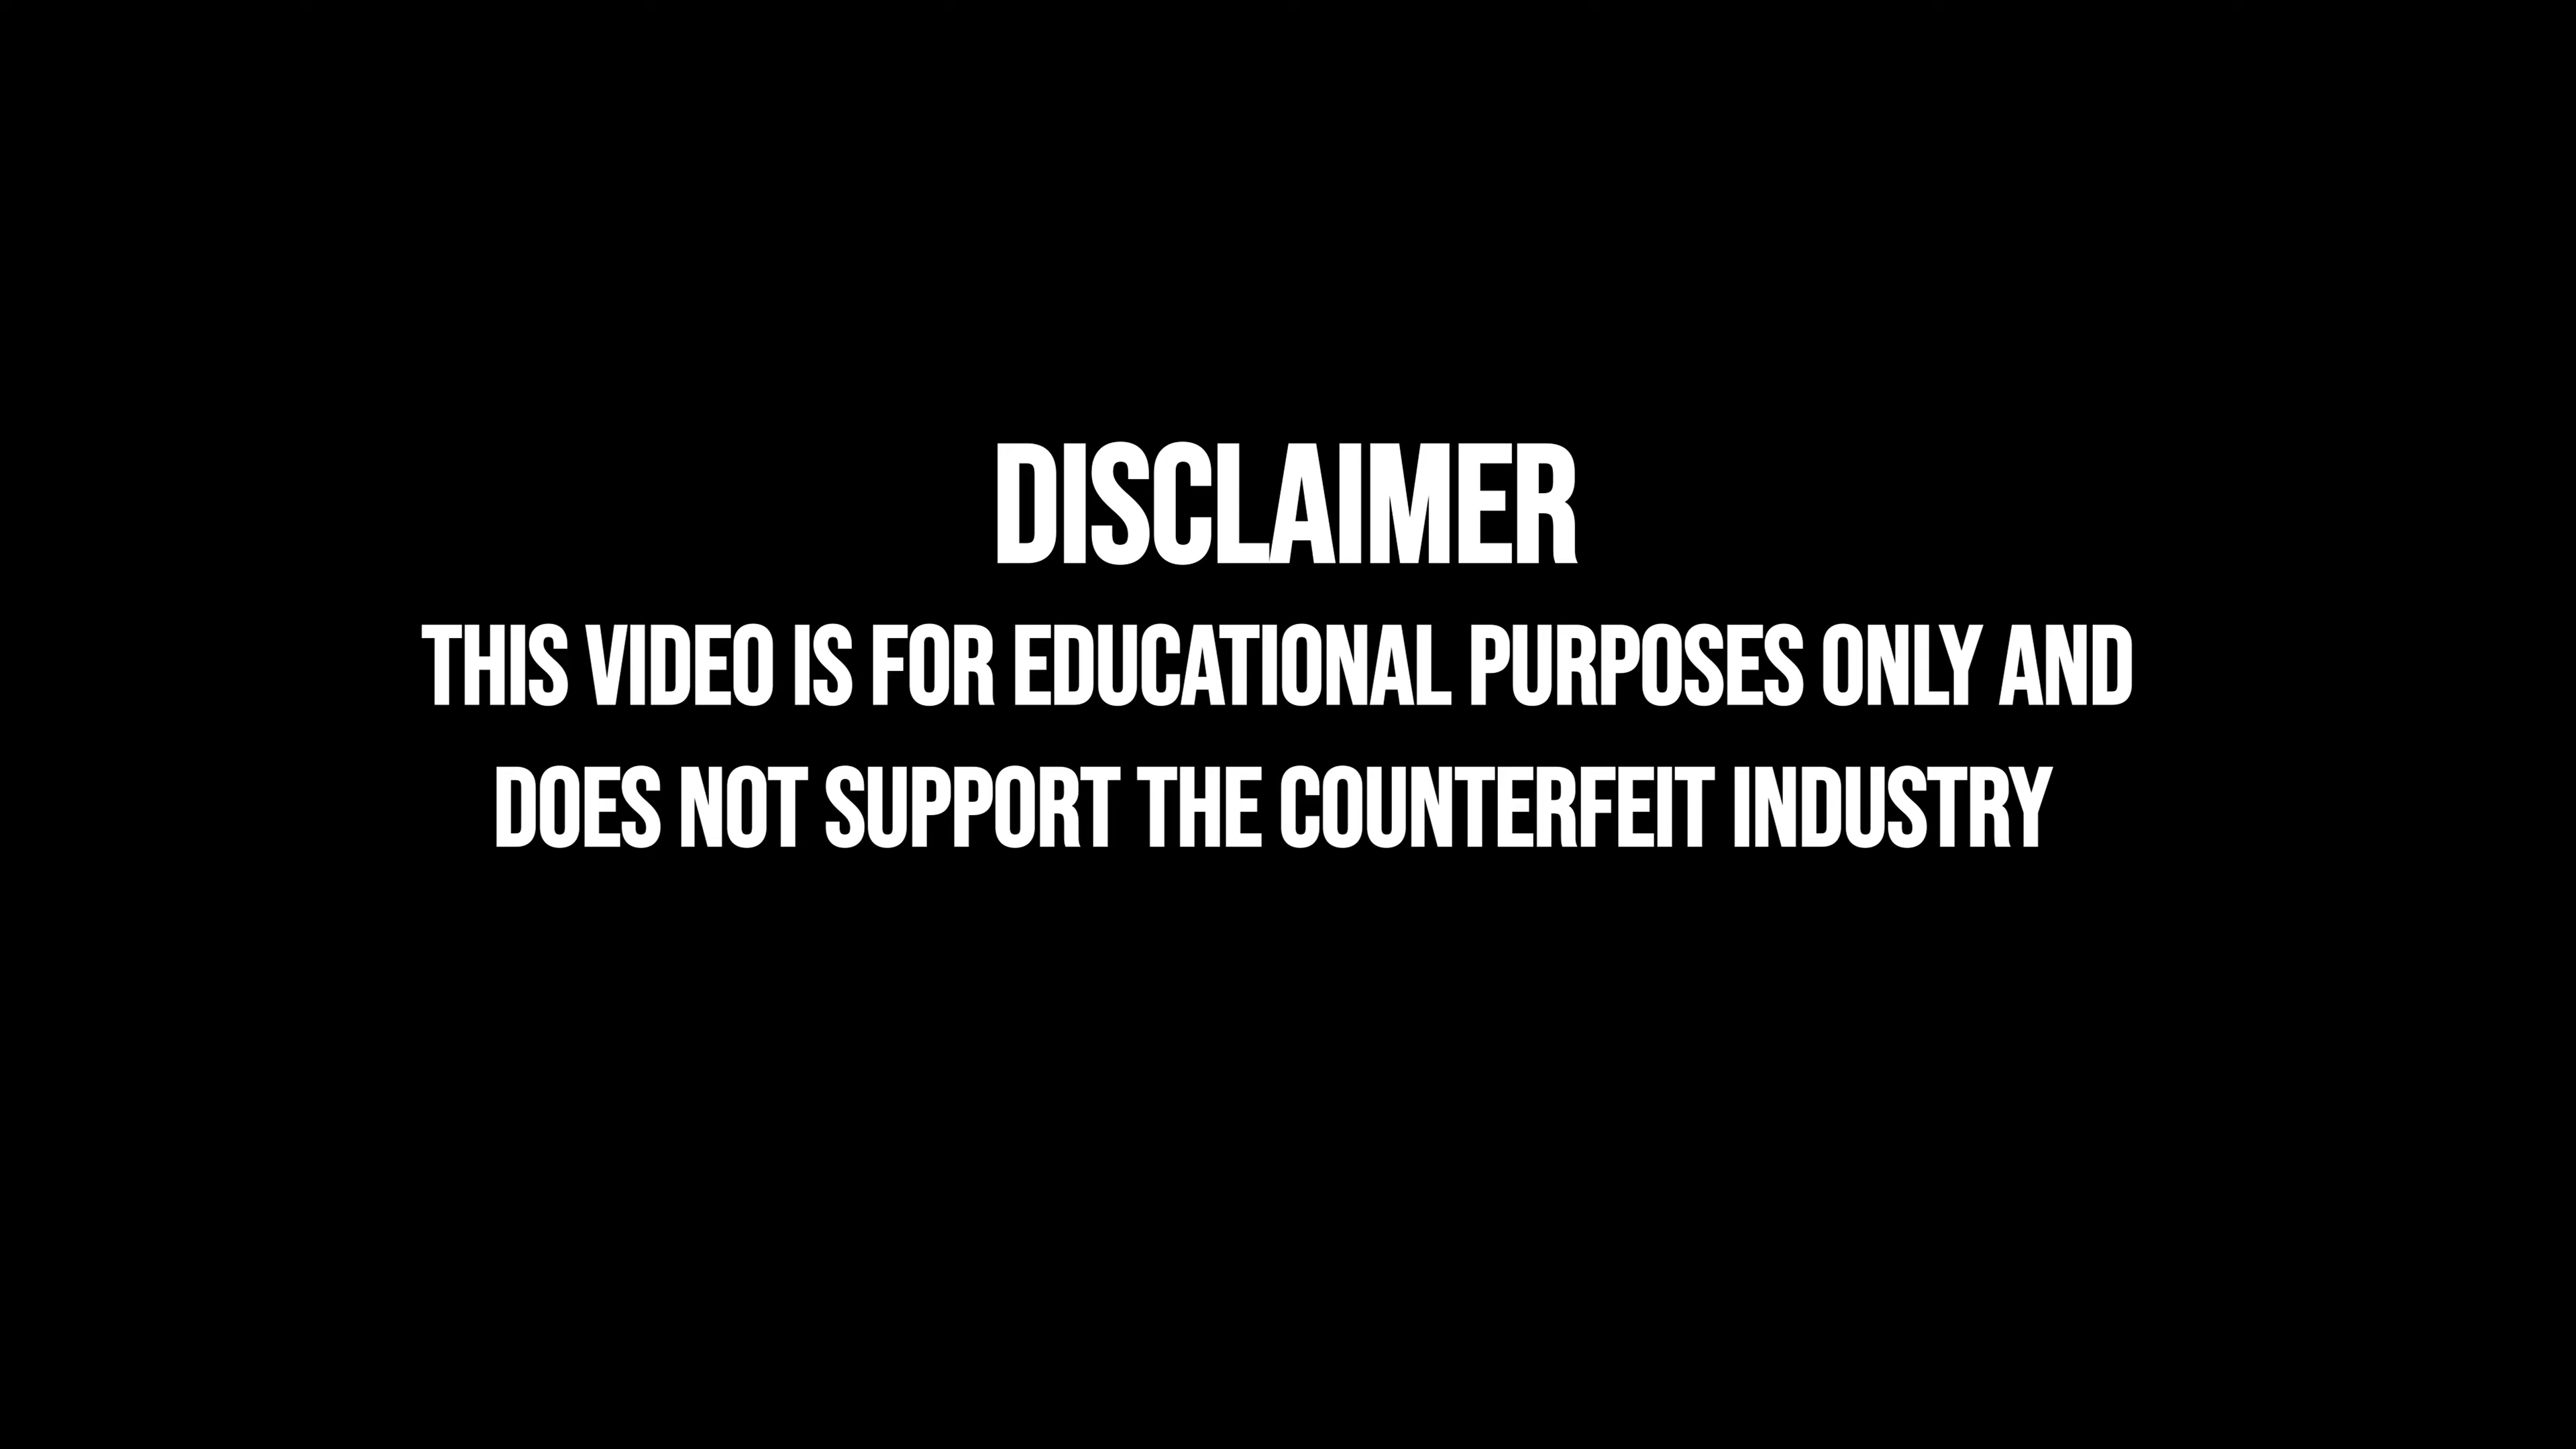 DISCLAIMER
THIS VIDEO IS FOR EDUCATIONAL PURPOSES ONLY AND
DOES NOT SUPPORT THE COUNTERFEIT INDUSTRY